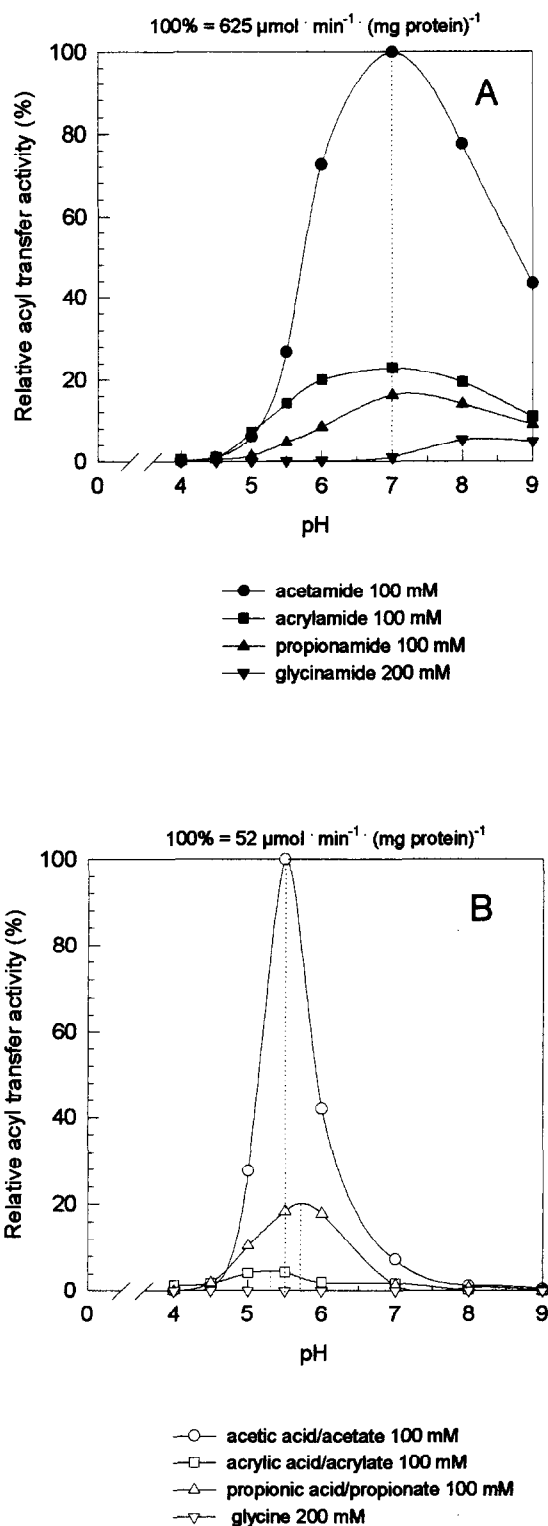 100% = 625 µmol · min⁻¹ · (mg protein)⁻¹
A
Relative acyl transfer activity (%)
100
80
60
40
20
0
0 4 5 6 7 8 9
pH
acetamide 100 mM
acrylamide 100 mM
propionamide 100 mM
glycinamide 200 mM
100% = 52 µmol · min⁻¹ · (mg protein)⁻¹
B
Relative acyl transfer activity (%)
100
80
60
40
20
0
0 4 5 6 7 8 9
pH
acetic acid/acetate 100 mM
acrylic acid/acrylate 100 mM
propionic acid/propionate 100 mM
glycine 200 mM